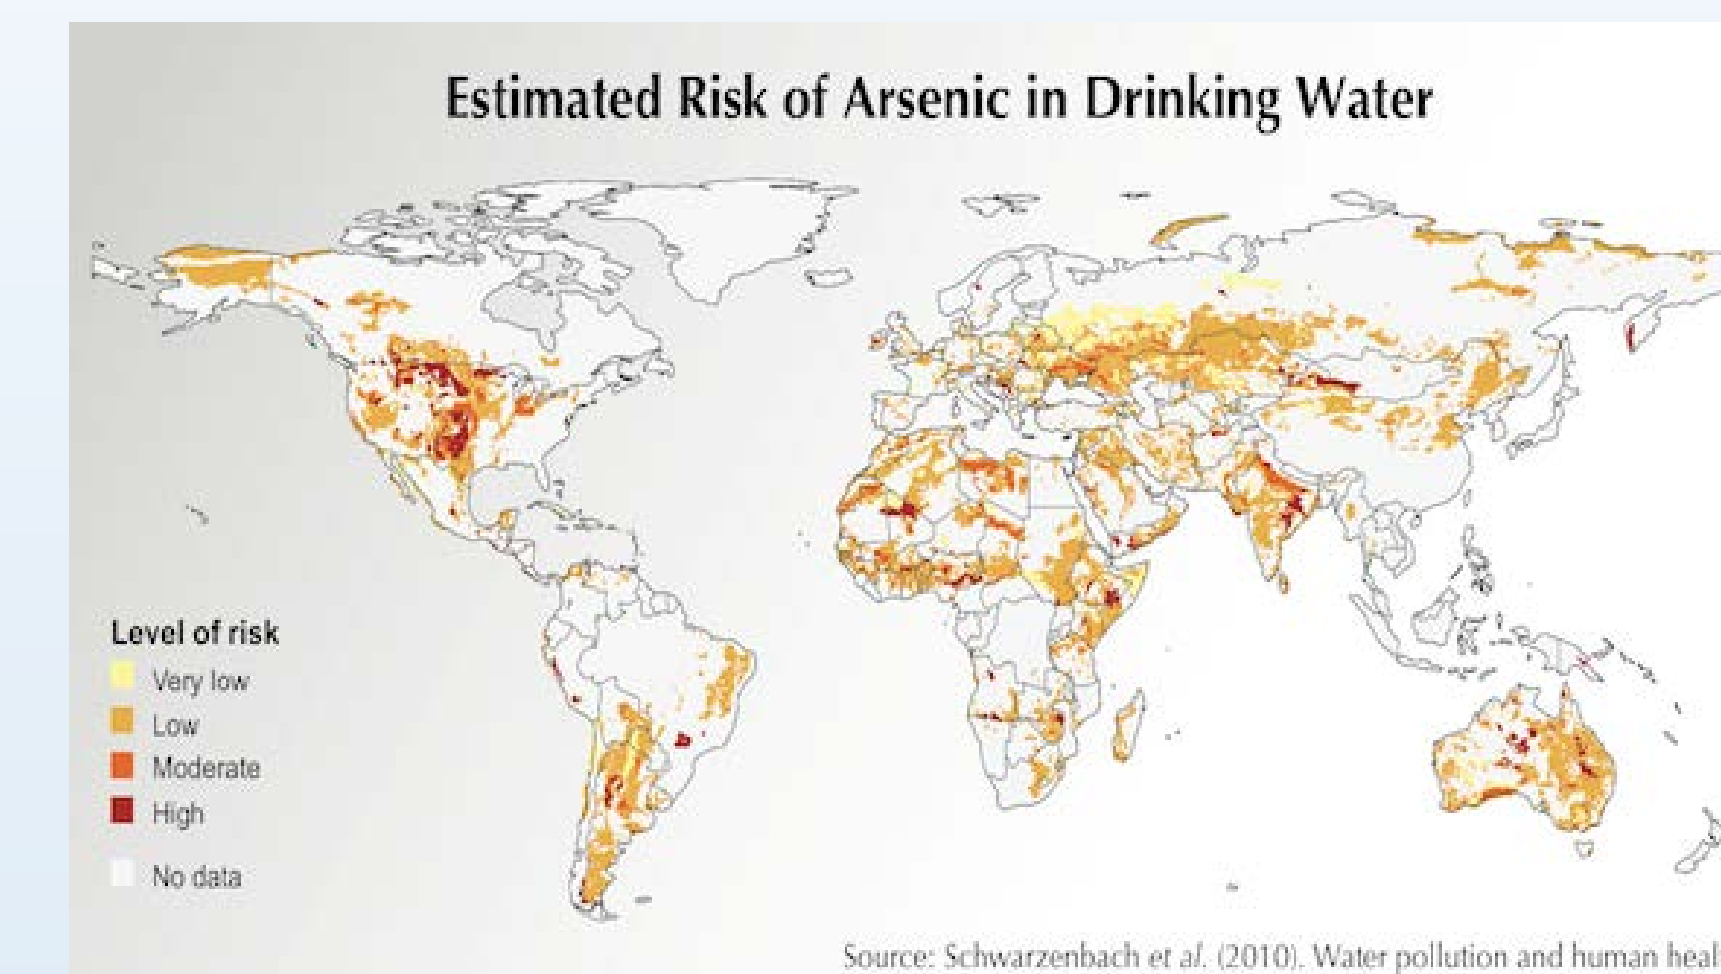 Estimated Risk of Arsenic in Drinking Water
Level of risk
Very low
Low
Moderate
High
No data
Source: Schwarzenbach et al. (2010). Water pollution and human heal